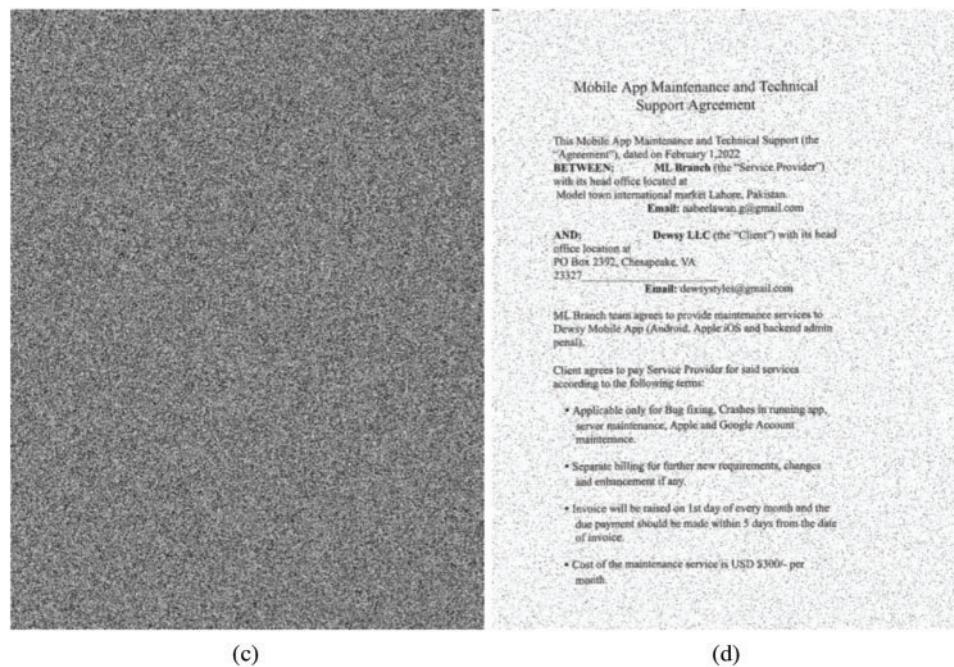 Mobile App Maintenance and Technical
Support Agreement
This Mobile App Maintenance and Technical Support (the
"Agreement"), dated on February 1,2022
BETWEEN: ML Branch (the "Service Provider")
with its head office located at
Model town international market Lahore, Pakistan.
Email: nabeelawan.g@gmail.com
AND: Dewsy LLC (the "Client") with its head
office location at
PO Box 2392, Chesapeake, VA
23327
Email: dewsystyles@gmail.com
ML Branch team agrees to provide maintenance services to
Dewsy Mobile App (Android, Apple iOS and backend admin
penal).
Client agrees to pay Service Provider for said services
according to the following terms:
• Applicable only for Bug fixing, Crashes in running app,
server maintenance, Apple and Google Account
maintenance.
• Separate billing for further new requirements, changes
and enhancement if any.
• Invoice will be raised on 1st day of every month and the
due payment should be made within 5 days from the date
of invoice.
• Cost of the maintenance service is USD $300/- per
month.
(c) (d)